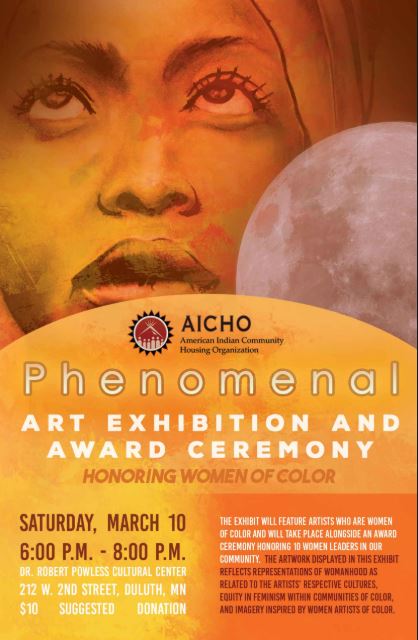 AICHO
American Indian Community
Housing Organization
Phenomenal
ART EXHIBITION AND
AWARD CEREMONY
HONORING WOMEN OF COLOR
SATURDAY, MARCH 10
6:00 P.M. - 8:00 P.M.
DR. ROBERT POWLESS CULTURAL CENTER
212 W. 2ND STREET, DULUTH, MN
$10 SUGGESTED DONATION
THE EXHIBIT WILL FEATURE ARTISTS WHO ARE WOMEN
OF COLOR AND WILL TAKE PLACE ALONGSIDE AN AWARD
CEREMONY HONORING 10 WOMEN LEADERS IN OUR
COMMUNITY. THE ARTWORK DISPLAYED IN THIS EXHIBIT
REFLECTS REPRESENTATIONS OF WOMANHOOD AS
RELATED TO THE ARTISTS' RESPECTIVE CULTURES,
EQUITY IN FEMINISM WITHIN COMMUNITIES OF COLOR,
AND IMAGERY INSPIRED BY WOMEN ARTISTS OF COLOR.